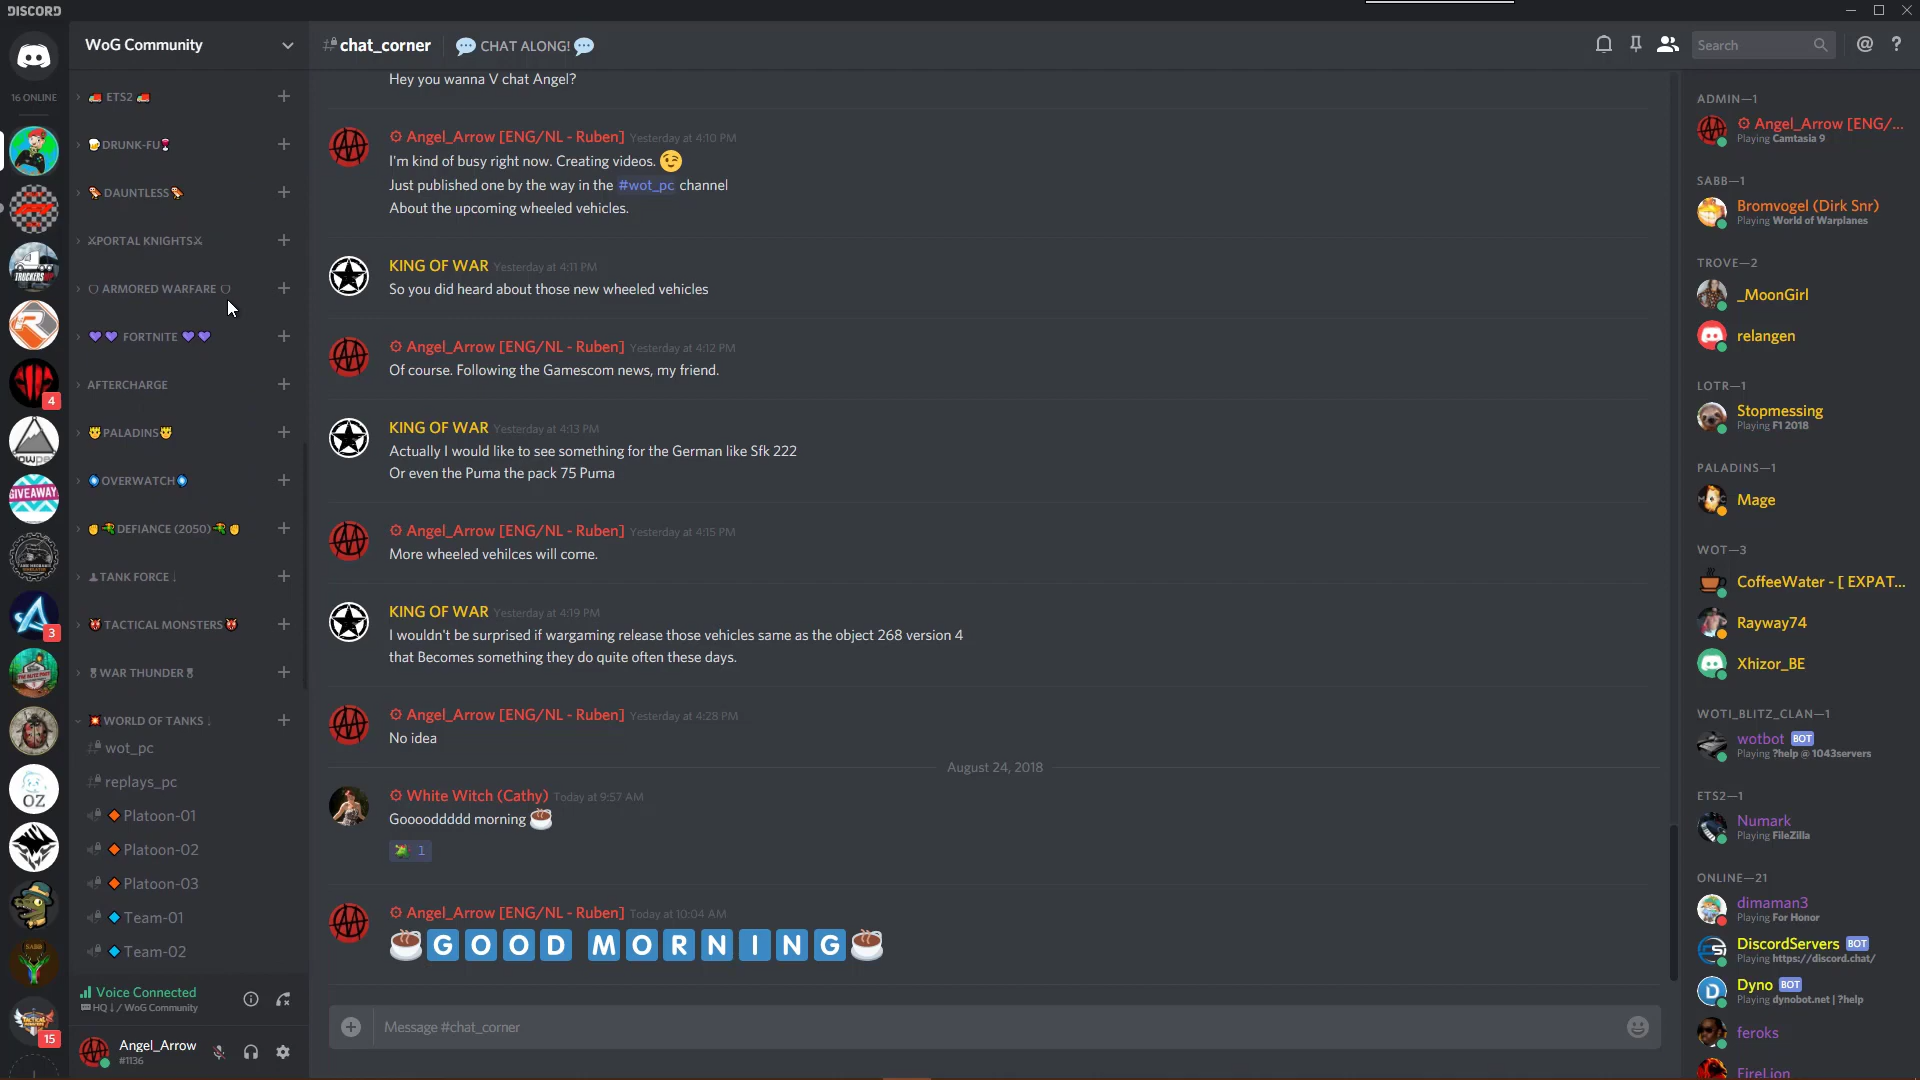 DISCORD
16 ONLINE
GIVEAWAY
OZ
SABB
4
3
15
WoG Community
ETS2
DRUNK-FU
DAUNTLESS
PORTAL KNIGHTS
ARMORED WARFARE
FORTNITE
AFTERCHARGE
PALADINS
OVERWATCH
DEFIANCE (2050)
TANK FORCE
TACTICAL MONSTERS
WAR THUNDER
WORLD OF TANKS
wot_pc
replays_pc
Platoon-01
Platoon-02
Platoon-03
Team-01
Team-02
Voice Connected
HQ / WoG Community
Angel_Arrow
#1136
#chat_corner
CHAT ALONG!
Search
Hey you wanna V chat Angel?
Angel_Arrow [ENG/NL - Ruben] Yesterday at 4:10 PM
I'm kind of busy right now. Creating videos.
Just published one by the way in the #wot_pc channel
About the upcoming wheeled vehicles.
KING OF WAR Yesterday at 4:11 PM
So you did heard about those new wheeled vehicles
Angel_Arrow [ENG/NL - Ruben] Yesterday at 4:12 PM
Of course. Following the Gamescom news, my friend.
KING OF WAR Yesterday at 4:13 PM
Actually I would like to see something for the German like Sfk 222
Or even the Puma the pack 75 Puma
Angel_Arrow [ENG/NL - Ruben] Yesterday at 4:15 PM
More wheeled vehilces will come.
KING OF WAR Yesterday at 4:19 PM
I wouldn't be surprised if wargaming release those vehicles same as the object 268 version 4
that Becomes something they do quite often these days.
Angel_Arrow [ENG/NL - Ruben] Yesterday at 4:28 PM
No idea
August 24, 2018
White Witch (Cathy) Today at 9:57 AM
Goooodddd morning
1
Angel_Arrow [ENG/NL - Ruben] Today at 10:04 AM
GOOD MORNING
Message #chat_corner
ADMIN—1
Angel_Arrow [ENG/...
Playing Camtasia 9
SABB—1
Bromvogel (Dirk Snr)
Playing World of Warplanes
TROVE—2
_MoonGirl
relangen
LOTR—1
Stopmessing
Playing F1 2018
PALADINS—1
Mage
WOT—3
CoffeeWater - [ EXPAT...
Rayway74
Xhizor_BE
WOTI_BLITZ_CLAN—1
wotbot BOT
Playing ?help @ 1043servers
ETS2—1
Numark
Playing FileZilla
ONLINE—21
dimaman3
Playing For Honor
DiscordServers BOT
Playing https://discord.chat/
Dyno BOT
Playing dynobot.net | ?help
feroks
FireLion